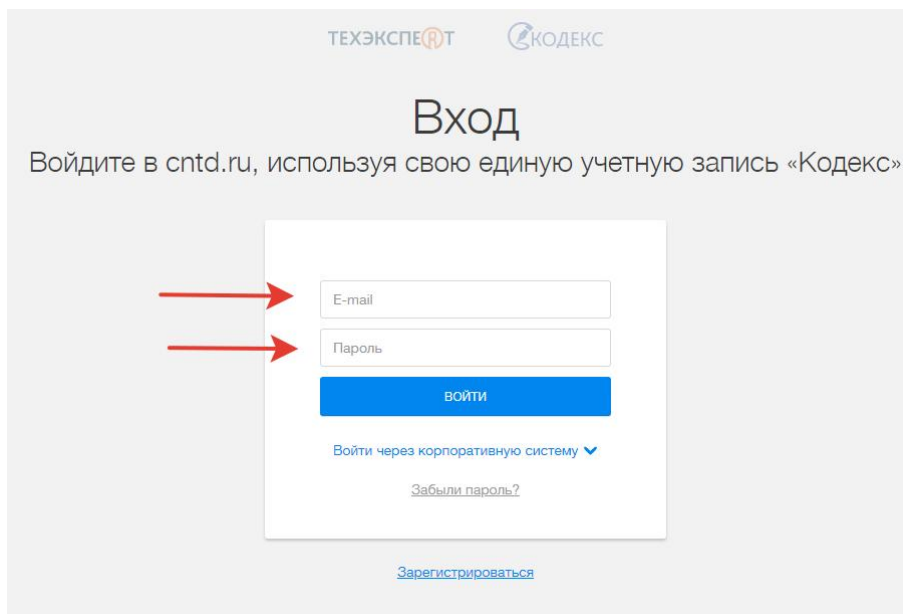 ТЕХЭКСПЕRТ КОДЕКС
Вход
Войдите в cntd.ru, используя свою единую учетную запись «Кодекс»
E-mail
Пароль
ВОЙТИ
Войти через корпоративную систему
Забыли пароль?
Зарегистрироваться